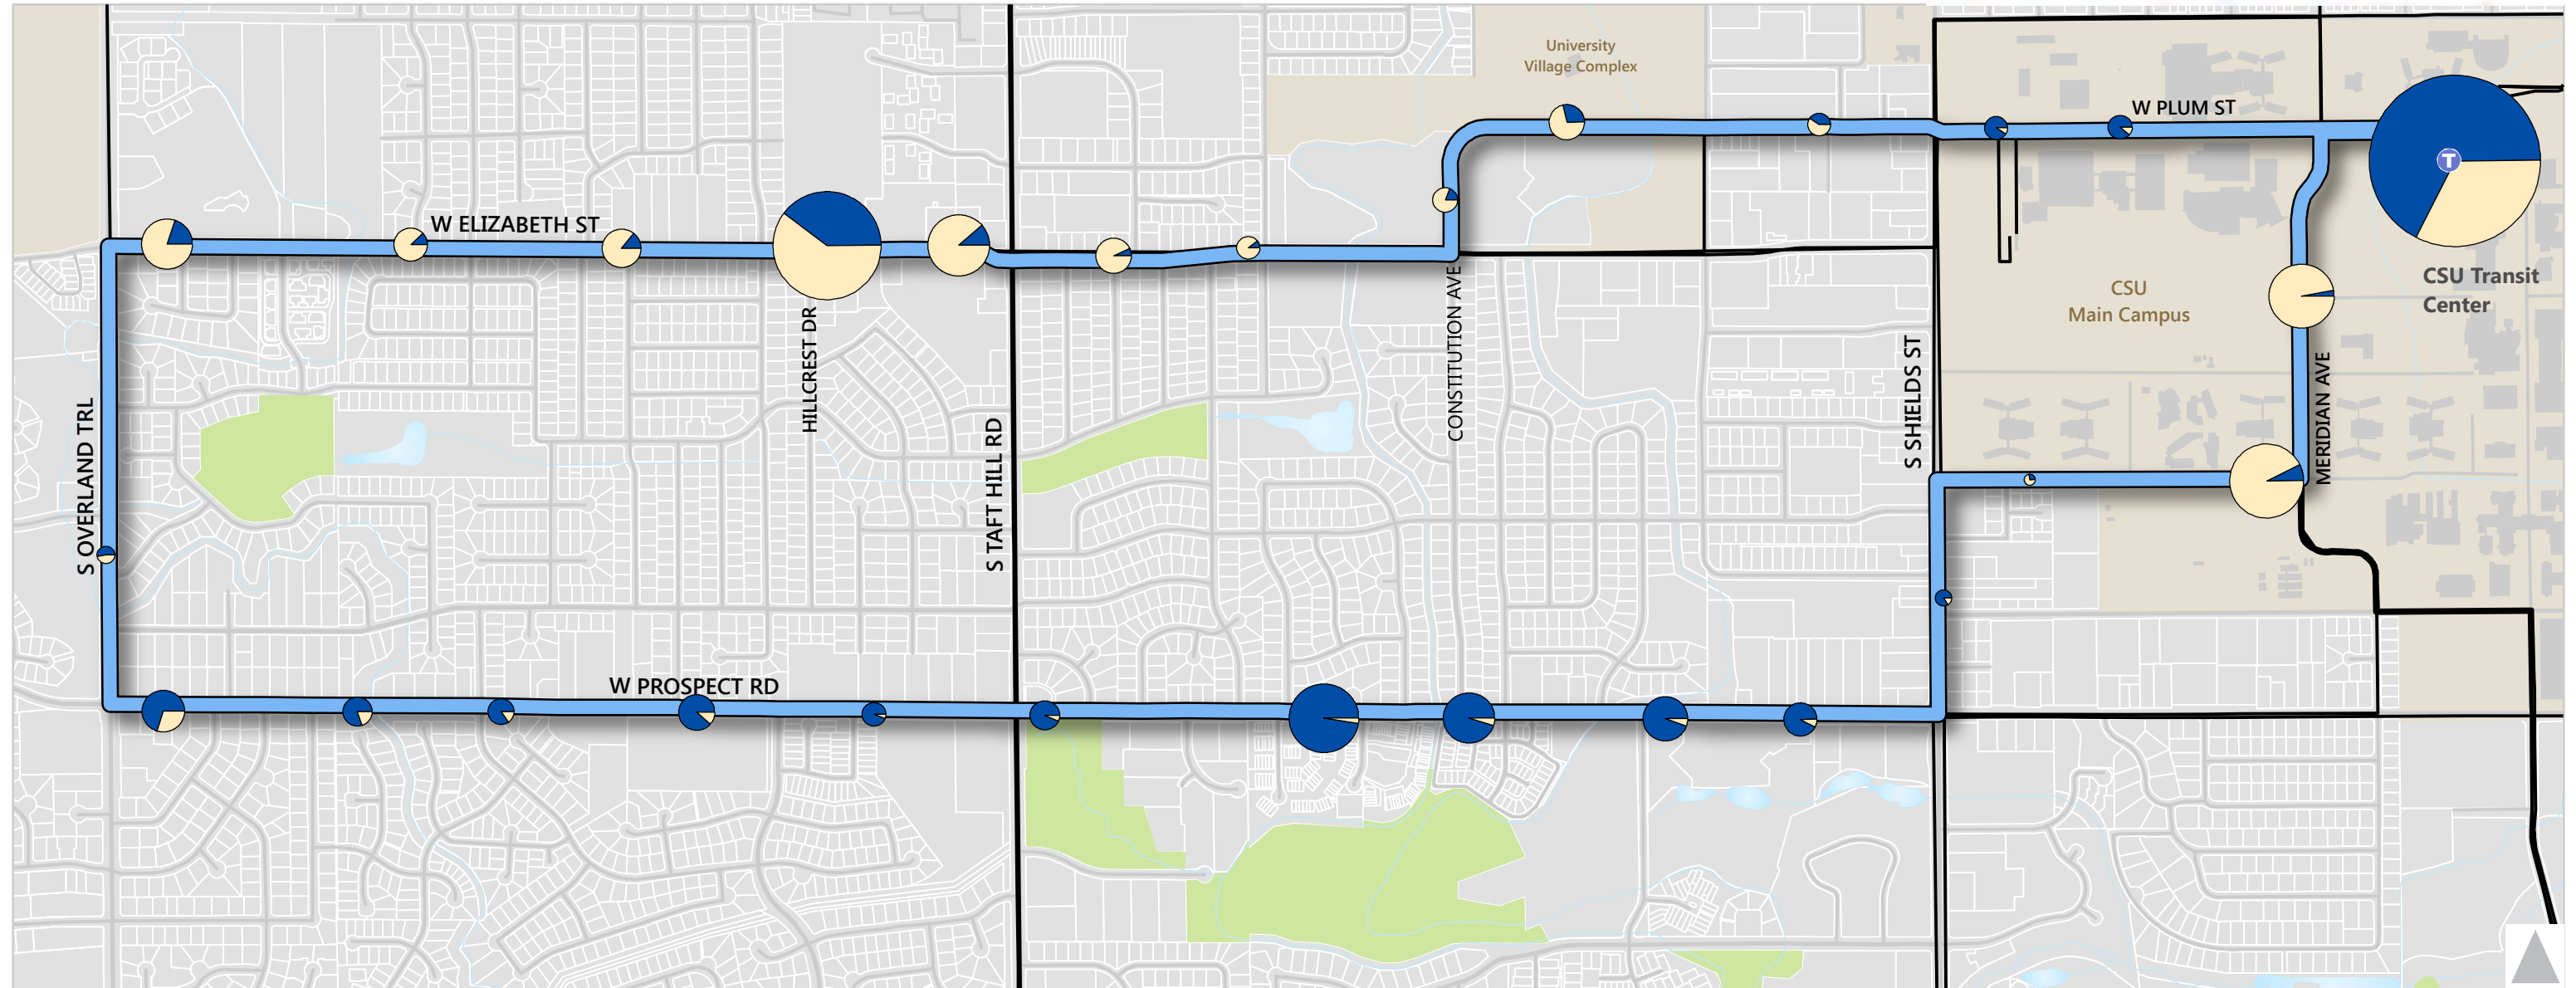 University
Village Complex
W PLUM ST
T
W ELIZABETH ST
CSU Transit
Center
CSU
Main Campus
HILLCREST DR
CONSTITUTION AVE
S SHIELDS ST
MERIDIAN AVE
S OVERLAND TRL
S TAFT HILL RD
W PROSPECT RD